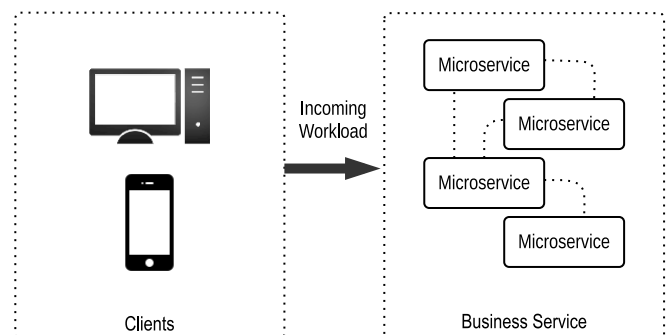 Microservice
Incoming
Workload
Microservice
Microservice
Microservice
Clients
Business Service